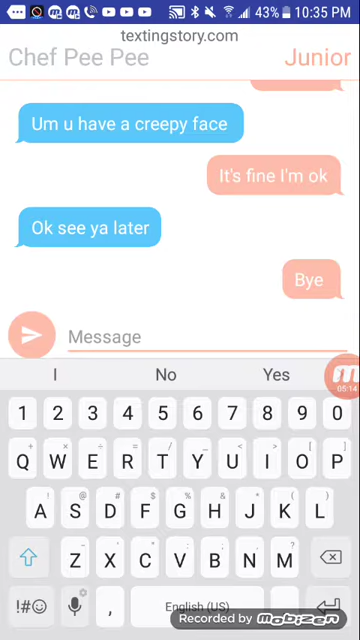 43% 10:35 PM
textingstory.com
Chef Pee Pee Junior
Um u have a creepy face
It's fine I'm ok
Ok see ya later
Bye
Message
I No Yes
05:14
1 2 3 4 5 6 7 8 9 0
+ × ÷ = / _ < > [ ]
Q W E R T Y U I O P
! @ # $ % & * ( )
A S D F G H J K L
- ' " : ; , ?
Z X C V B N M
!#☺ , English (US)
Recorded by MOBIZEN